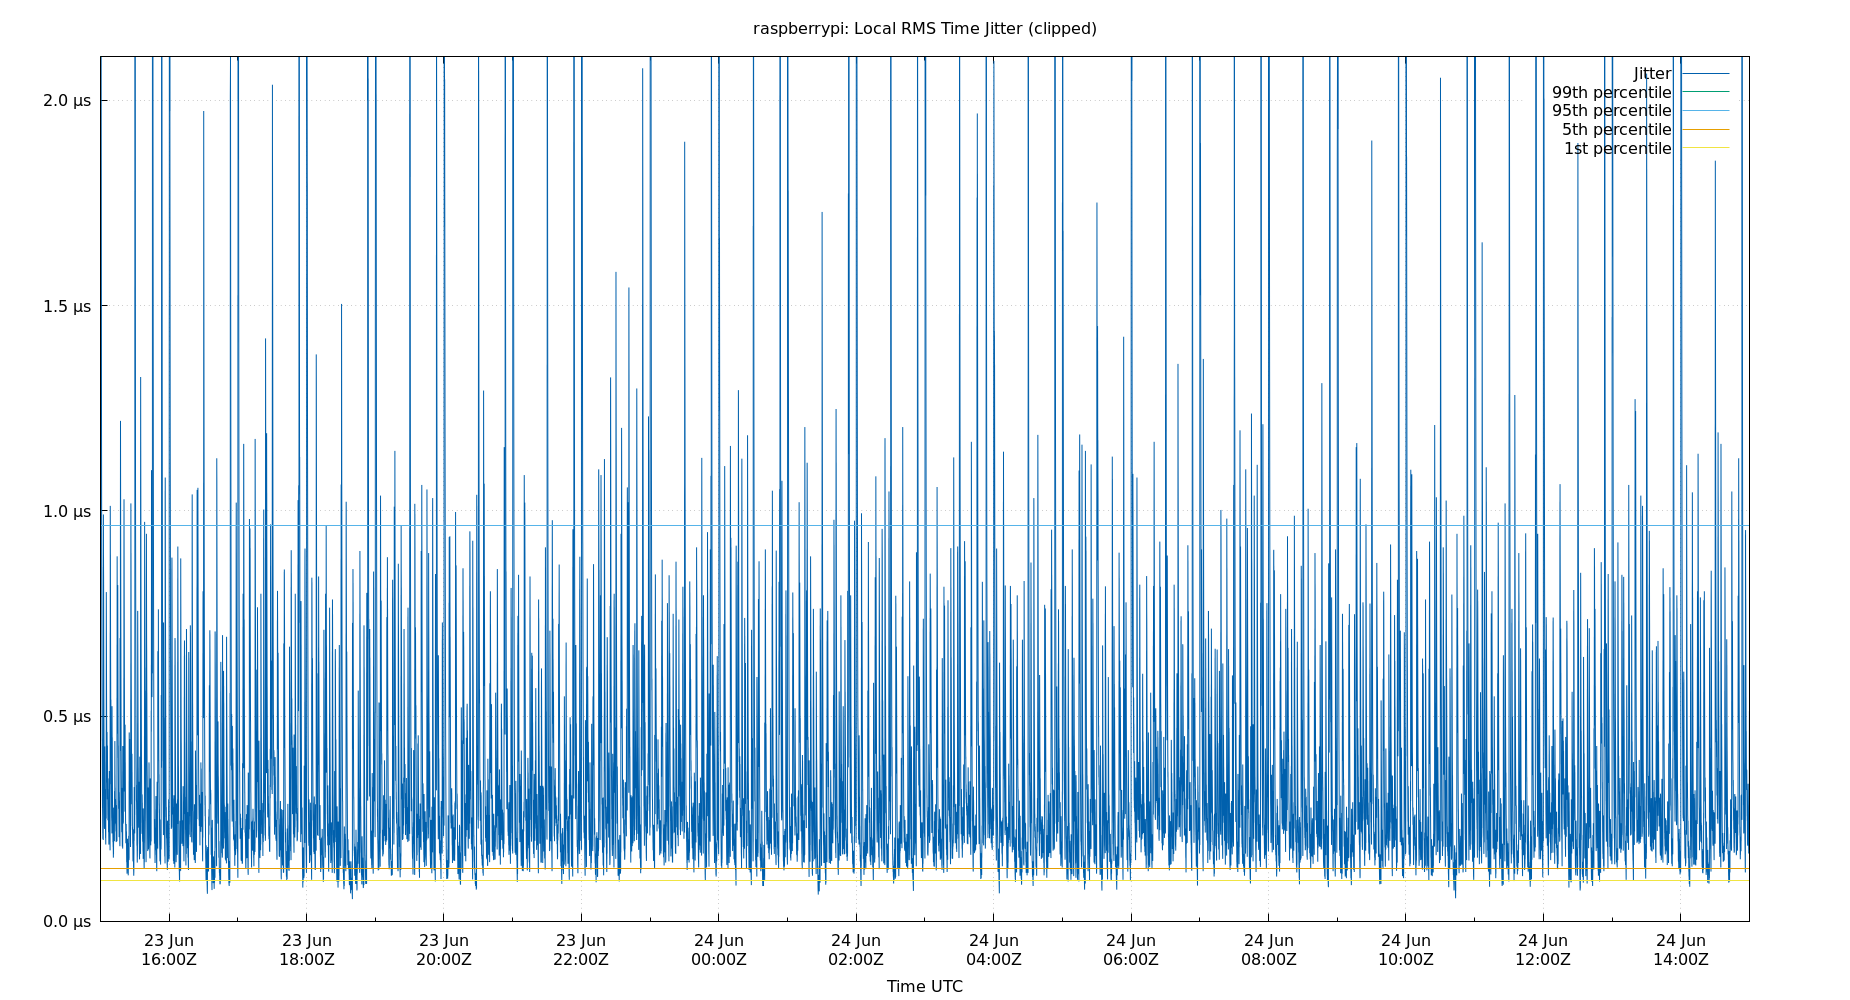 raspberrypi: Local RMS Time Jitter (clipped)
Jitter
99th percentile
95th percentile
5th percentile
1st percentile
2.0 µs
1.5 µs
1.0 µs
0.5 µs
0.0 µs
23 Jun 23 Jun 23 Jun 23 Jun 24 Jun 24 Jun 24 Jun 24 Jun 24 Jun 24 Jun 24 Jun 24 Jun
16:00Z 18:00Z 20:00Z 22:00Z 00:00Z 02:00Z 04:00Z 06:00Z 08:00Z 10:00Z 12:00Z 14:00Z
Time UTC